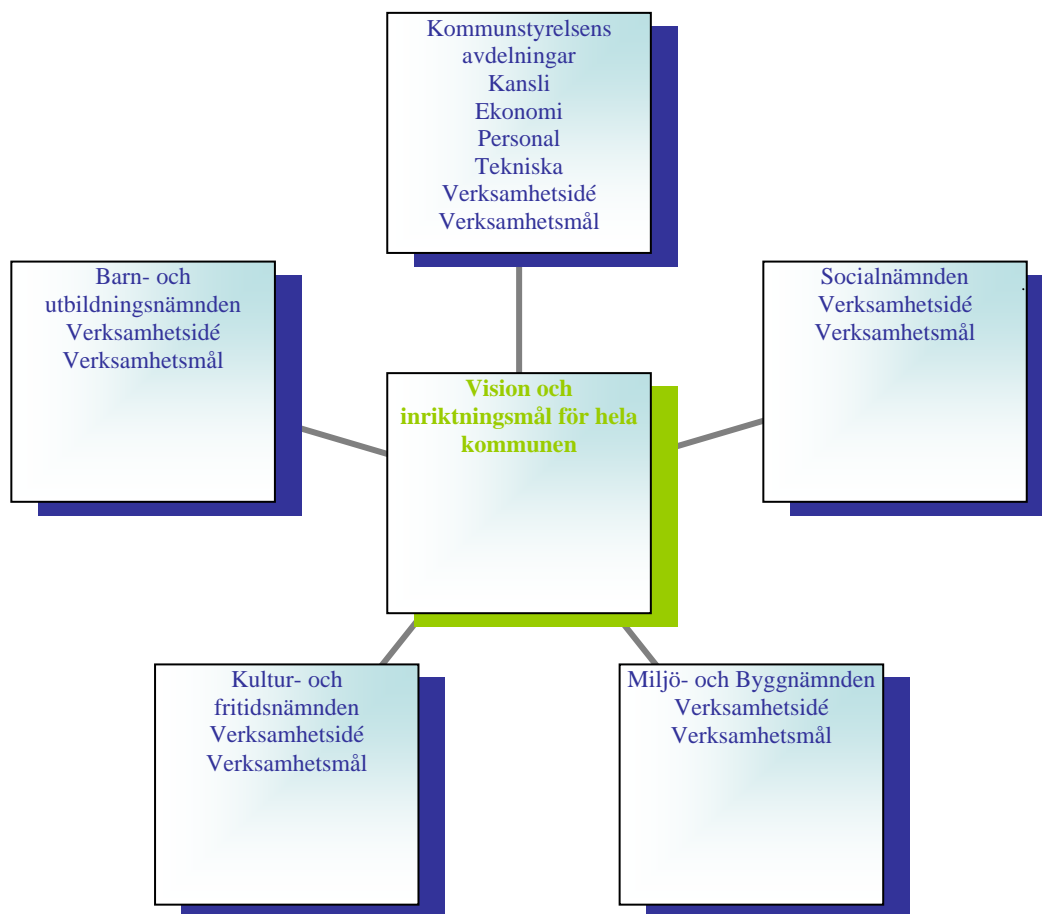 Kommunstyrelsens
avdelningar
Kansli
Ekonomi
Personal
Tekniska
Verksamhetsidé
Verksamhetsmål
Barn- och
utbildningsnämnden
Verksamhetsidé
Verksamhetsmål
Socialnämnden
Verksamhetsidé
Verksamhetsmål
.
Vision och
inriktningsmål för hela
kommunen
Kultur- och
fritidsnämnden
Verksamhetsidé
Verksamhetsmål
Miljö- och Byggnämnden
Verksamhetsidé
Verksamhetsmål